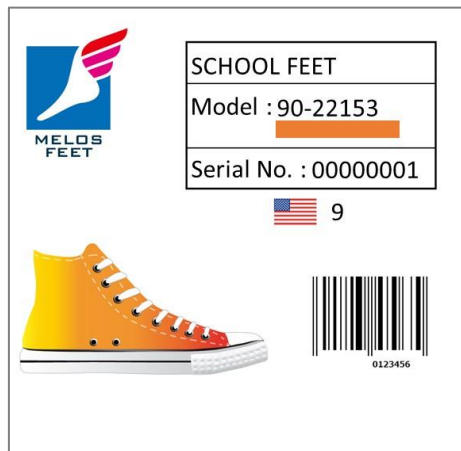 MELOS
FEET
SCHOOL FEET
Model : 90-22153
Serial No. : 00000001
9
0123456